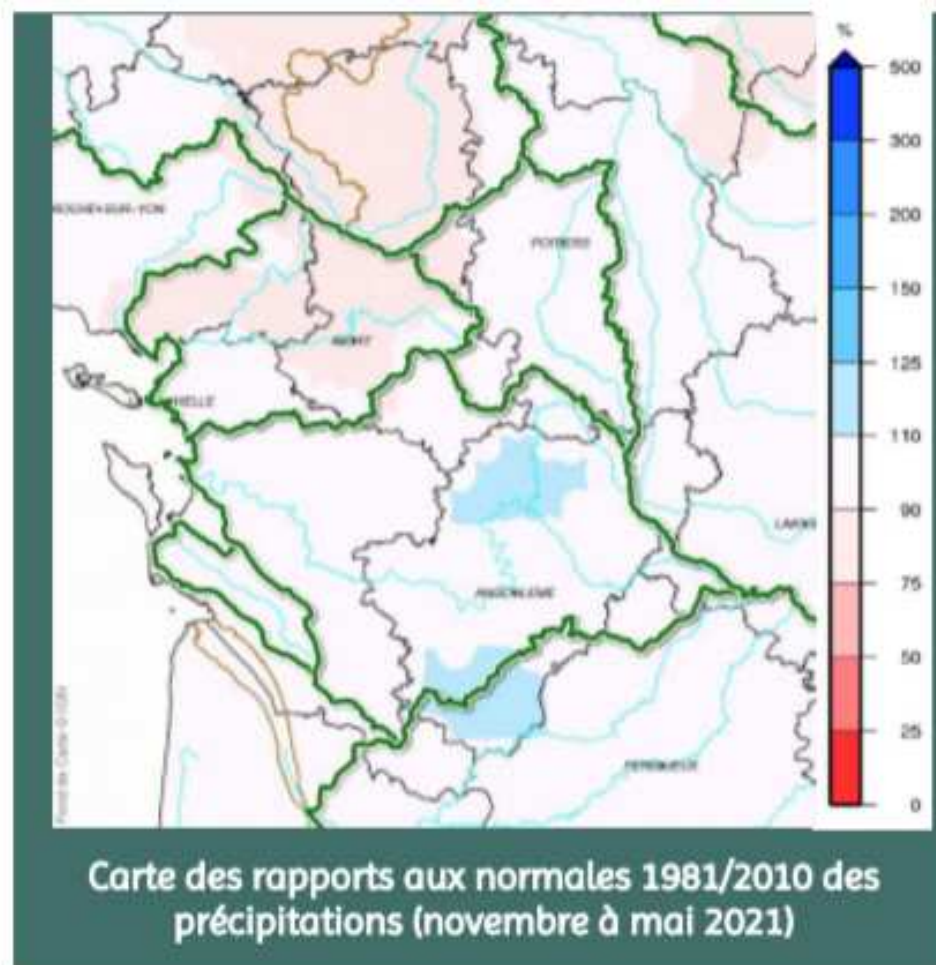 %
500
300
200
150
125
110
90
75
50
25
0
POITIERS
NIORT
ANGOULEME
PERIGUEUX
Carte des rapports aux normales 1981/2010 des
précipitations (novembre à mai 2021)